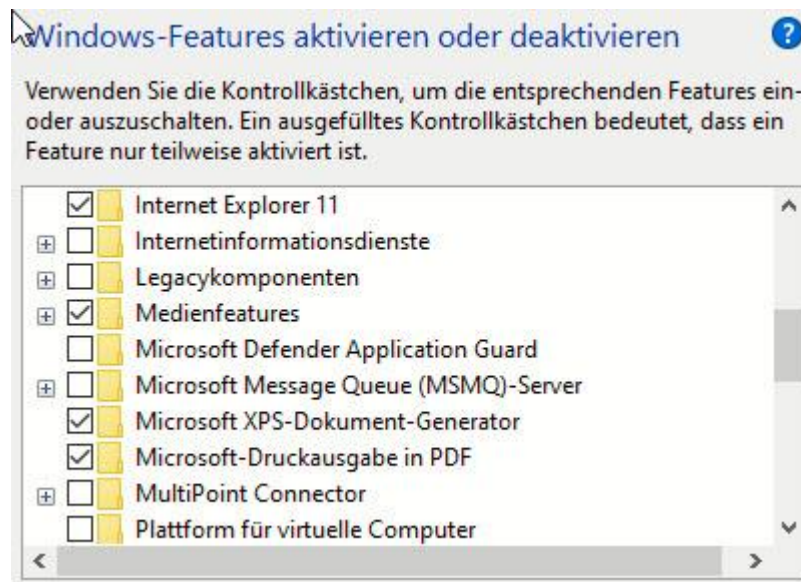 Windows-Features aktivieren oder deaktivieren
Verwenden Sie die Kontrollkästchen, um die entsprechenden Features ein-
oder auszuschalten. Ein ausgefülltes Kontrollkästchen bedeutet, dass ein
Feature nur teilweise aktiviert ist.
Internet Explorer 11
Internetinformationsdienste
Legacykomponenten
Medienfeatures
Microsoft Defender Application Guard
Microsoft Message Queue (MSMQ)-Server
Microsoft XPS-Dokument-Generator
Microsoft-Druckausgabe in PDF
MultiPoint Connector
Plattform für virtuelle Computer